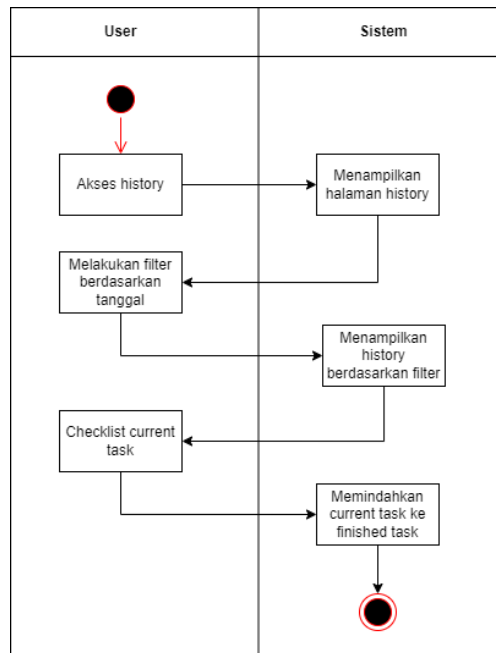 User
Sistem
Akses history
Menampilkan
halaman history
Melakukan filter
berdasarkan
tanggal
Menampilkan
history
berdasarkan filter
Checklist current
task
Memindahkan
current task ke
finished task